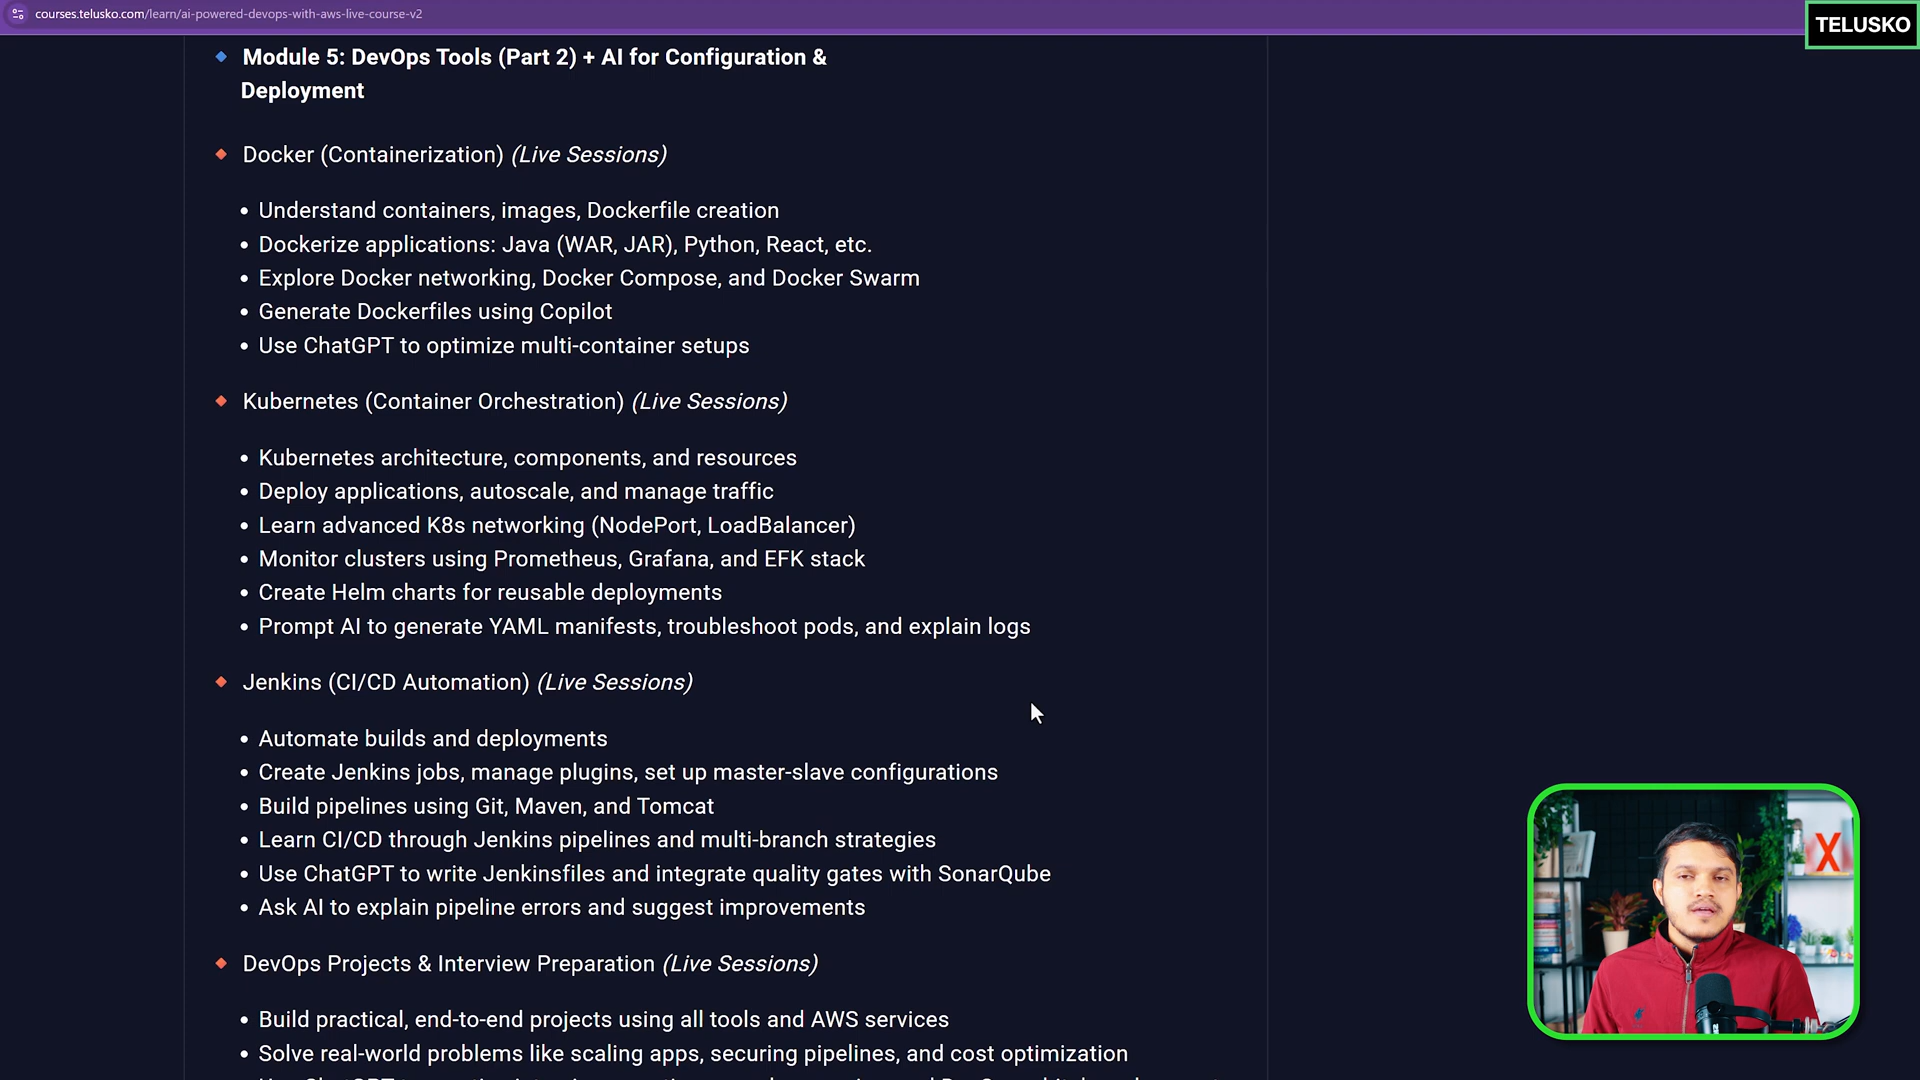 courses.telusko.com/learn/ai-powered-devops-with-aws-live-course-v2
TELUSKO
Module 5: DevOps Tools (Part 2) + AI for Configuration &
Deployment
Docker (Containerization) (Live Sessions)
• Understand containers, images, Dockerfile creation
• Dockerize applications: Java (WAR, JAR), Python, React, etc.
• Explore Docker networking, Docker Compose, and Docker Swarm
• Generate Dockerfiles using Copilot
• Use ChatGPT to optimize multi-container setups
Kubernetes (Container Orchestration) (Live Sessions)
• Kubernetes architecture, components, and resources
• Deploy applications, autoscale, and manage traffic
• Learn advanced K8s networking (NodePort, LoadBalancer)
• Monitor clusters using Prometheus, Grafana, and EFK stack
• Create Helm charts for reusable deployments
• Prompt AI to generate YAML manifests, troubleshoot pods, and explain logs
Jenkins (CI/CD Automation) (Live Sessions)
• Automate builds and deployments
• Create Jenkins jobs, manage plugins, set up master-slave configurations
• Build pipelines using Git, Maven, and Tomcat
• Learn CI/CD through Jenkins pipelines and multi-branch strategies
• Use ChatGPT to write Jenkinsfiles and integrate quality gates with SonarQube
• Ask AI to explain pipeline errors and suggest improvements
DevOps Projects & Interview Preparation (Live Sessions)
• Build practical, end-to-end projects using all tools and AWS services
• Solve real-world problems like scaling apps, securing pipelines, and cost optimization